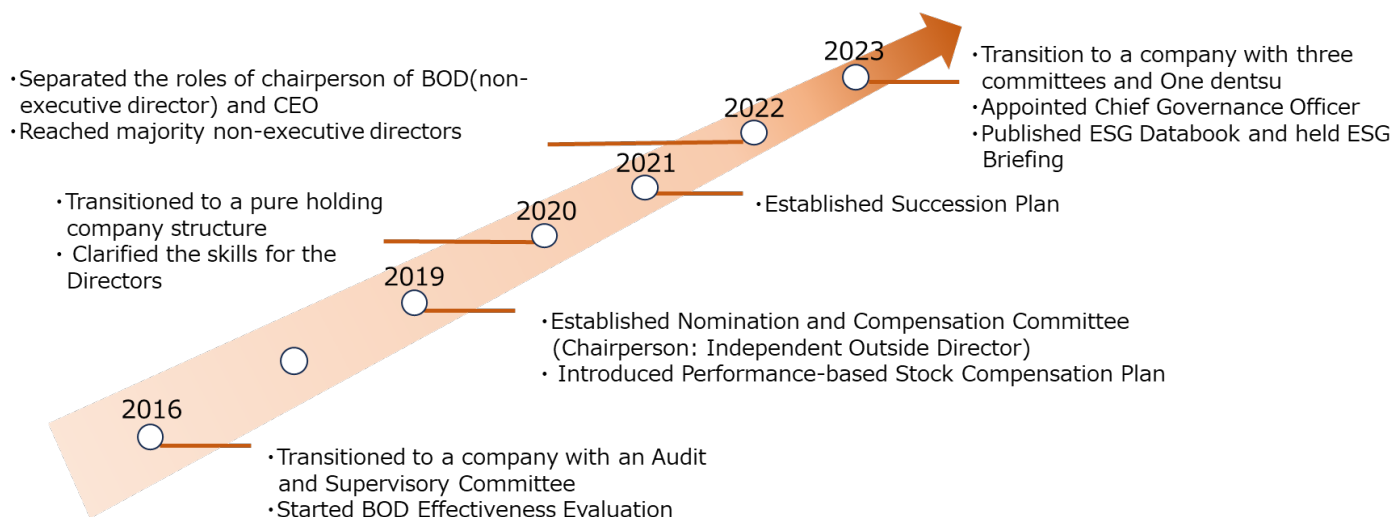 2023
・Transition to a company with three
committees and One dentsu
・Appointed Chief Governance Officer
・Published ESG Databook and held ESG
Briefing
・Separated the roles of chairperson of BOD(non-
executive director) and CEO
・Reached majority non-executive directors
2022
2021
・Established Succession Plan
・Transitioned to a pure holding
company structure
・ Clarified the skills for the
Directors
2020
2019
・Established Nomination and Compensation Committee
(Chairperson: Independent Outside Director)
・ Introduced Performance-based Stock Compensation Plan
2016
・Transitioned to a company with an Audit
and Supervisory Committee
・Started BOD Effectiveness Evaluation